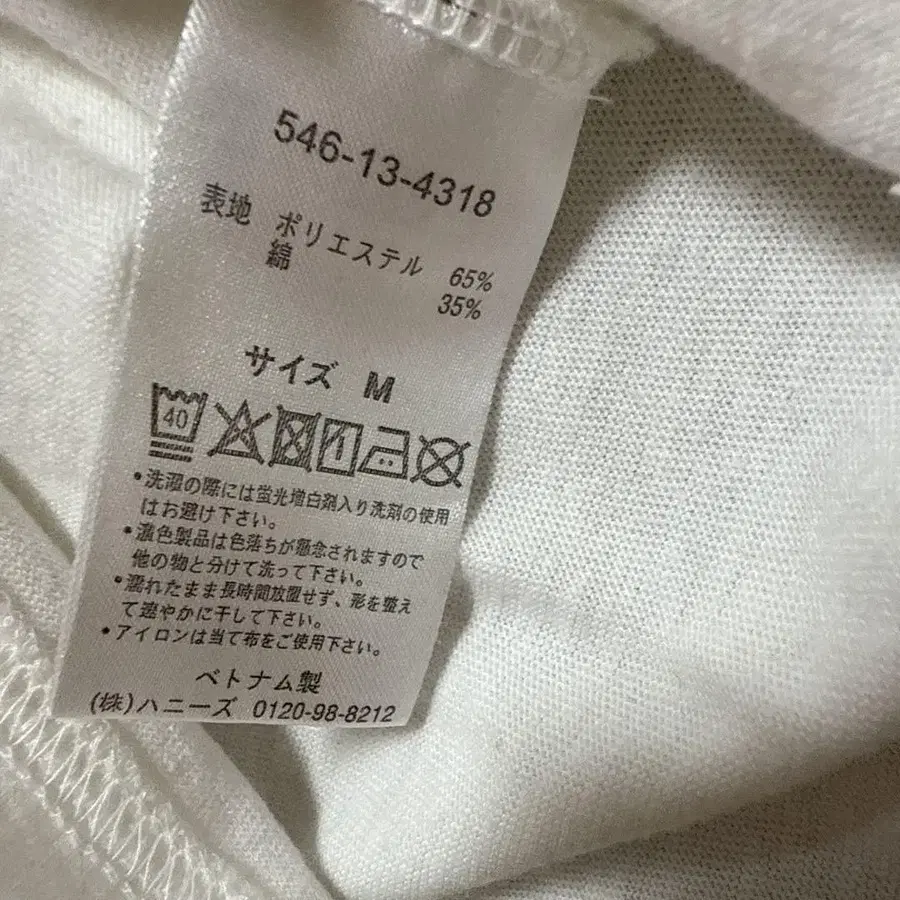 546-13-4318
表地 ポリエステル 65%
綿 35%
サイズ M
40
•洗濯の際には蛍光増白剤入り洗剤の使用
はお避け下さい。
•濃色製品は色落ちが懸念されますので
他の物と分けて洗って下さい。
•濡れたまま長時間放置せず、形を整え
て速やかに干して下さい。
•アイロンは当て布をご使用下さい。
ベトナム製
(株)ハニーズ 0120-98-8212